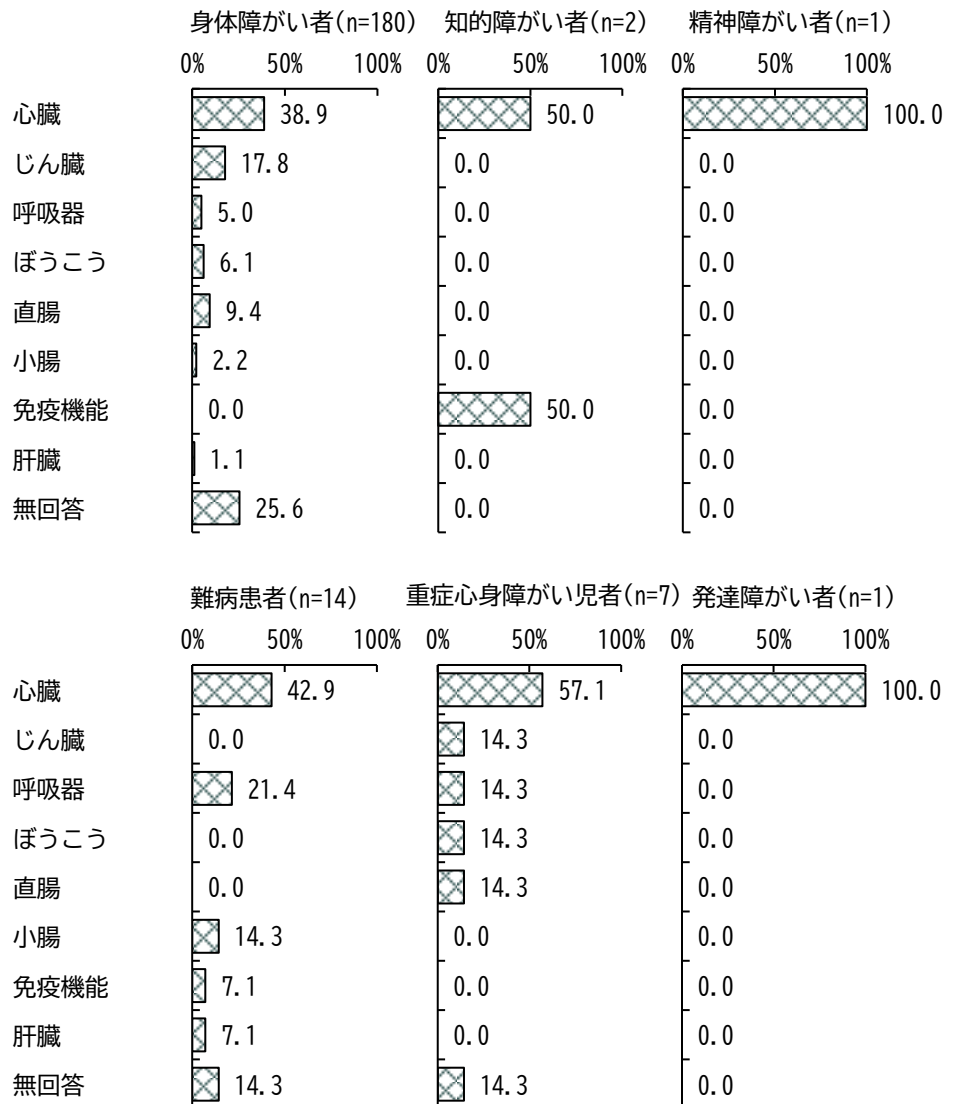 身体障がい者(n=180) 知的障がい者(n=2) 精神障がい者(n=1)
0% 50% 100% 0% 50% 100% 0% 50% 100%
心臓 38.9 50.0 100.0
じん臓 17.8 0.0 0.0
呼吸器 5.0 0.0 0.0
ぼうこう 6.1 0.0 0.0
直腸 9.4 0.0 0.0
小腸 2.2 0.0 0.0
免疫機能 0.0 50.0 0.0
肝臓 1.1 0.0 0.0
無回答 25.6 0.0 0.0
難病患者(n=14) 重症心身障がい児者(n=7) 発達障がい者(n=1)
0% 50% 100% 0% 50% 100% 0% 50% 100%
心臓 42.9 57.1 100.0
じん臓 0.0 14.3 0.0
呼吸器 21.4 14.3 0.0
ぼうこう 0.0 14.3 0.0
直腸 0.0 14.3 0.0
小腸 14.3 0.0 0.0
免疫機能 7.1 0.0 0.0
肝臓 7.1 0.0 0.0
無回答 14.3 14.3 0.0